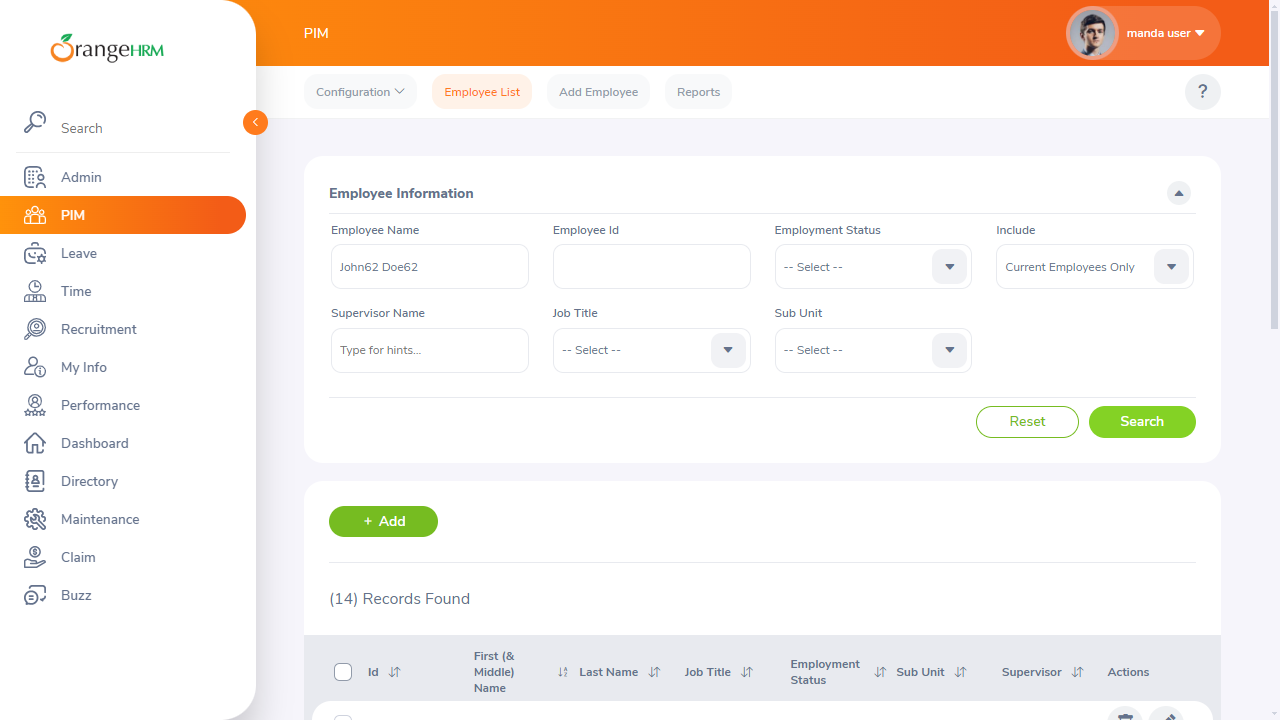 OrangeHRM
Search
Admin
PIM
Leave
Time
Recruitment
My Info
Performance
Dashboard
Directory
Maintenance
Claim
Buzz
PIM
manda user
Configuration
Employee List
Add Employee
Reports
?
Employee Information
Employee Name
Employee Id
Employment Status
Include
John62 Doe62
-- Select --
Current Employees Only
Supervisor Name
Job Title
Sub Unit
Type for hints...
-- Select --
-- Select --
Reset
Search
+ Add
(14) Records Found
Id
First (&
Middle)
Name
Last Name
Job Title
Employment
Status
Sub Unit
Supervisor
Actions